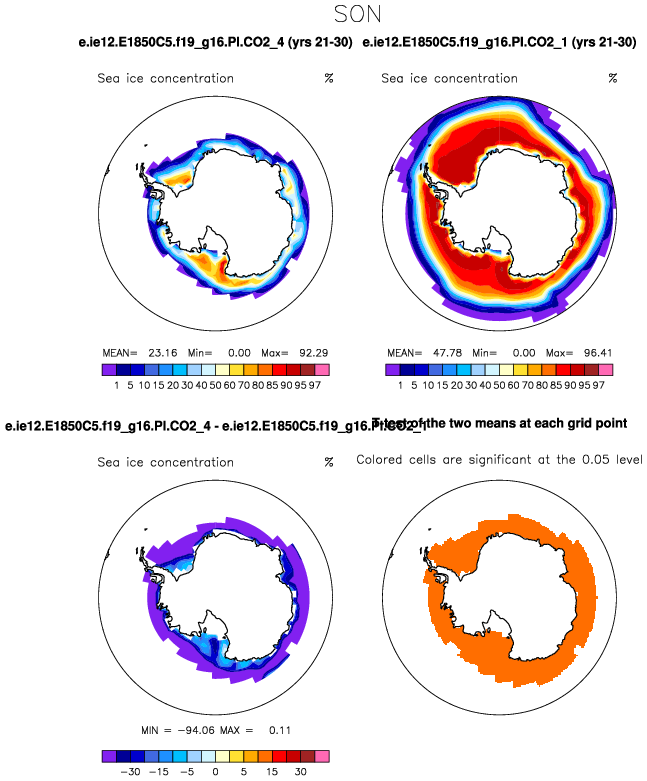 SON
e.ie12.E1850C5.f19_g16.PI.CO2_4 (yrs 21-30)
e.ie12.E1850C5.f19_g16.PI.CO2_1 (yrs 21-30)
Sea ice concentration %
Sea ice concentration %
MEAN= 23.16 Min= 0.00 Max= 92.29
MEAN= 47.78 Min= 0.00 Max= 96.41
1 5 10 15 20 30 40 50 60 70 80 85 90 95 97
1 5 10 15 20 30 40 50 60 70 80 85 90 95 97
e.ie12.E1850C5.f19_g16.PI.CO2_4 - e.ie12.E1850C5.f19_g16.PI.CO2_1
T-test of the two means at each grid point
Sea ice concentration %
Colored cells are significant at the 0.05 level
MIN = -94.06 MAX = 0.11
-30 -15 -5 0 5 15 30